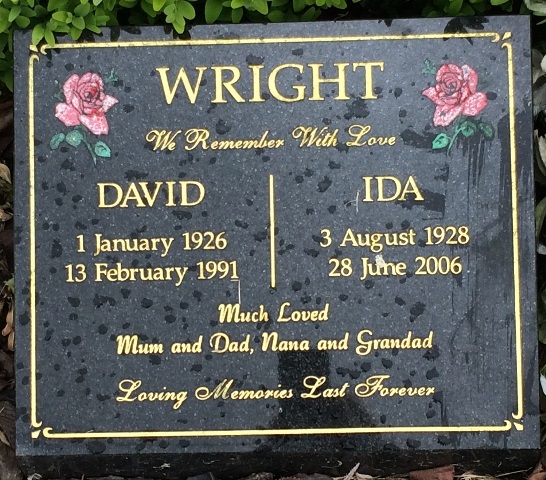 WRIGHT
We Remember With Love
DAVID
1 January 1926
13 February 1991
IDA
3 August 1928
28 June 2006
Much Loved
Mum and Dad, Nana and Grandad
Loving Memories Last Forever